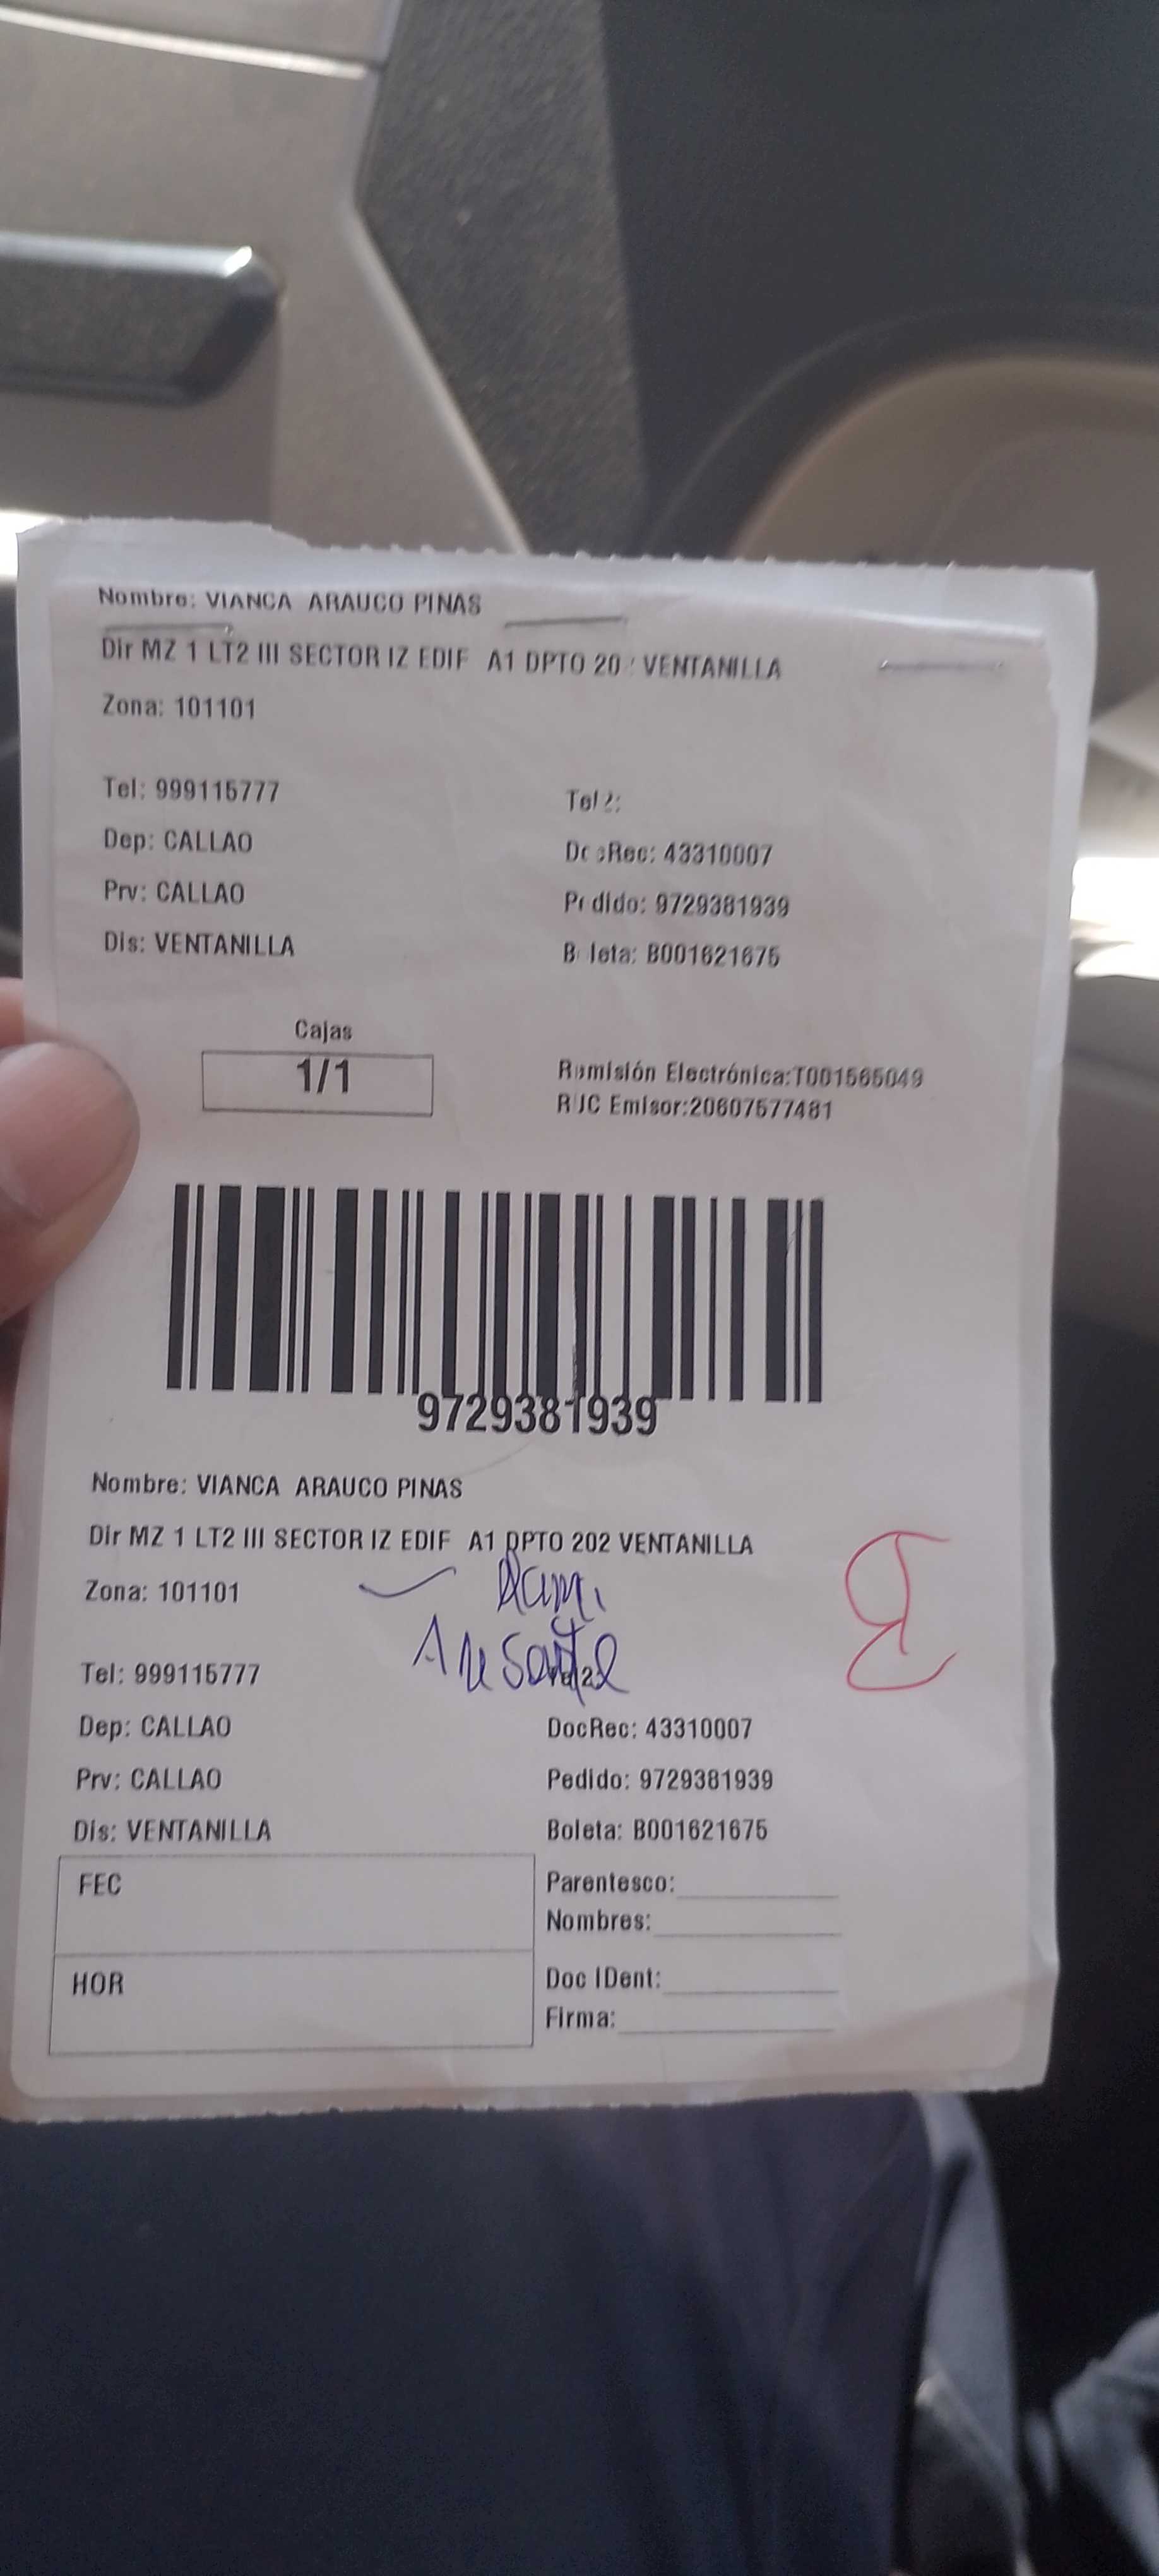 Nombre: VIANCA ARAUCO PINAS
Dir MZ 1 LT2 III SECTOR IZ EDIF A1 DPTO 20 VENTANILLA
Zona: 101101
Tel: 999115777
Tel 2:
Dep: CALLAO
DocRec: 43310007
Prv: CALLAO
Pedido: 9729381939
Dis: VENTANILLA
Boleta: B001621675
Cajas
1/1
Remisión Electrónica:T001565049
RUC Emisor:20607577481
9729381939
Nombre: VIANCA ARAUCO PINAS
Dir MZ 1 LT2 III SECTOR IZ EDIF A1 DPTO 202 VENTANILLA
Zona: 101101
Tel: 999115777
Dep: CALLAO
DocRec: 43310007
Prv: CALLAO
Pedido: 9729381939
Dis: VENTANILLA
Boleta: B001621675
FEC
Parentesco:
Nombres:
HOR
Doc IDent:
Firma: